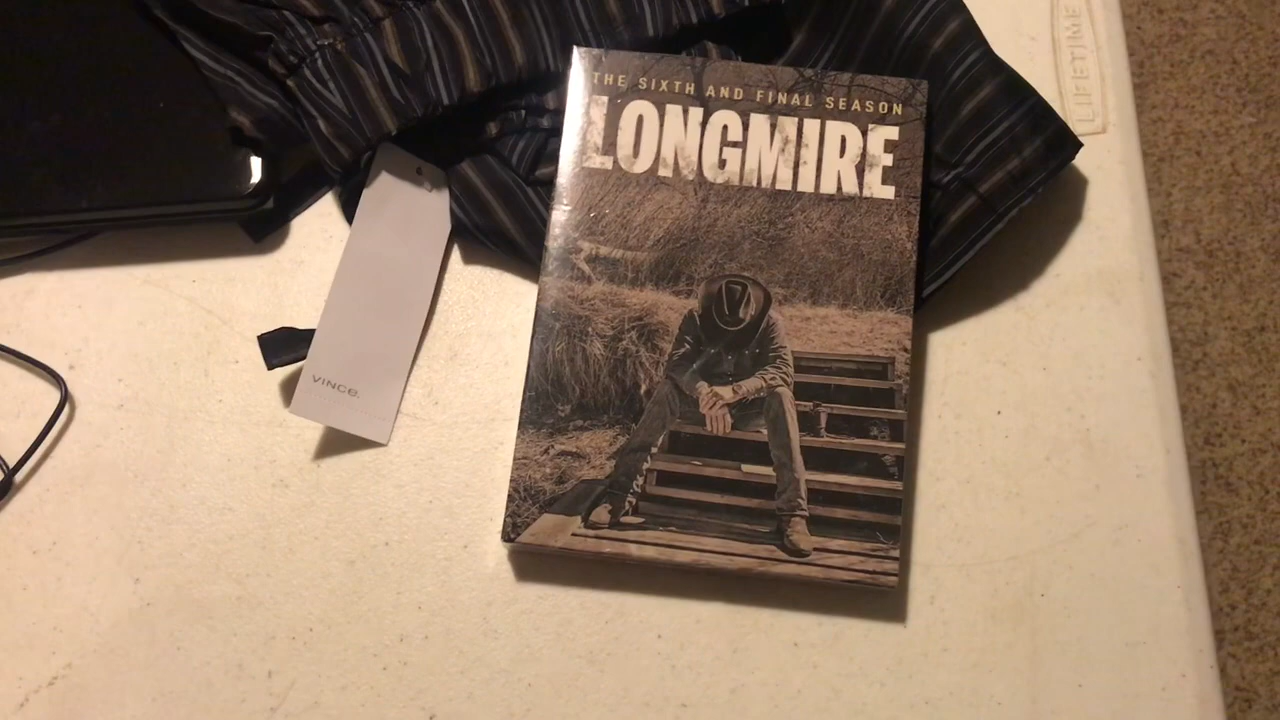 THE SIXTH AND FINAL SEASON
LONGMIRE
VINCE.
LIFETIME